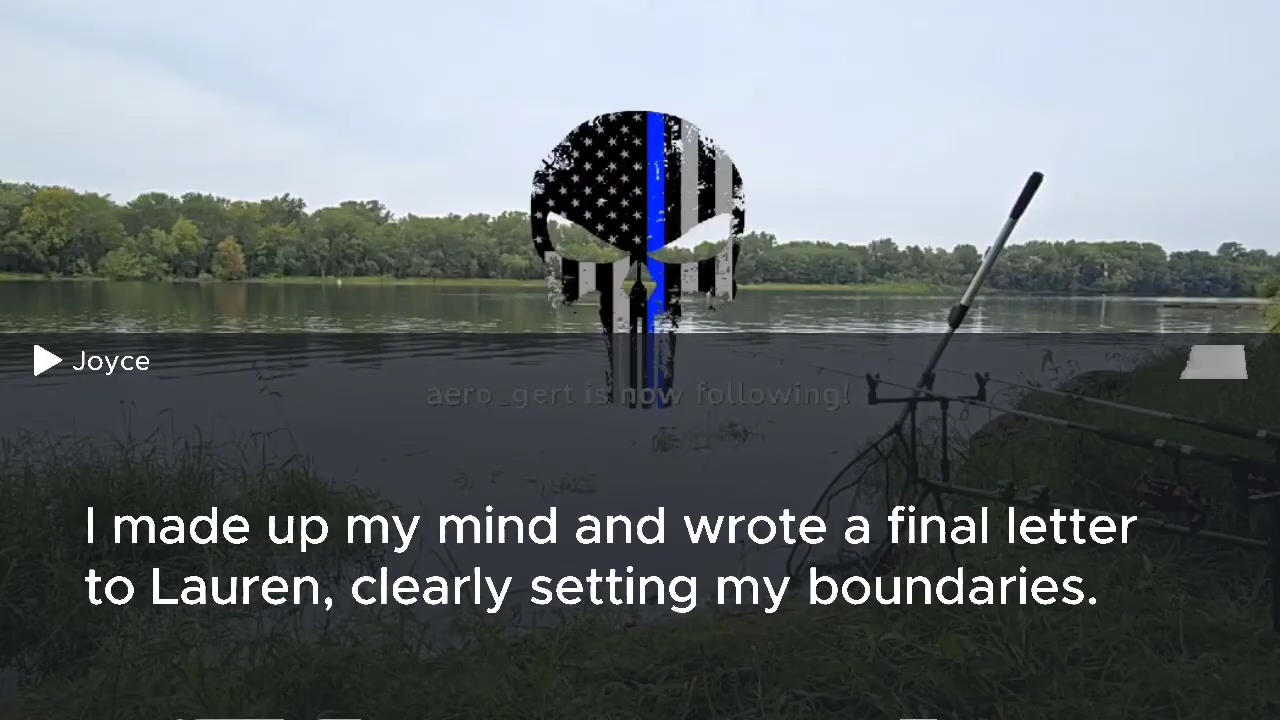 Joyce
aero_gert is now following!
I made up my mind and wrote a final letter
to Lauren, clearly setting my boundaries.